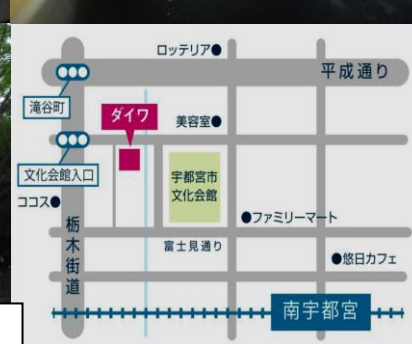 ロッテリア●
平成通り
滝谷町
ダイワ
美容室●
文化会館入口
宇都宮市
文化会館
ココス●
●ファミリーマート
栃木街道
富士見通り
●悠日カフェ
南宇都宮